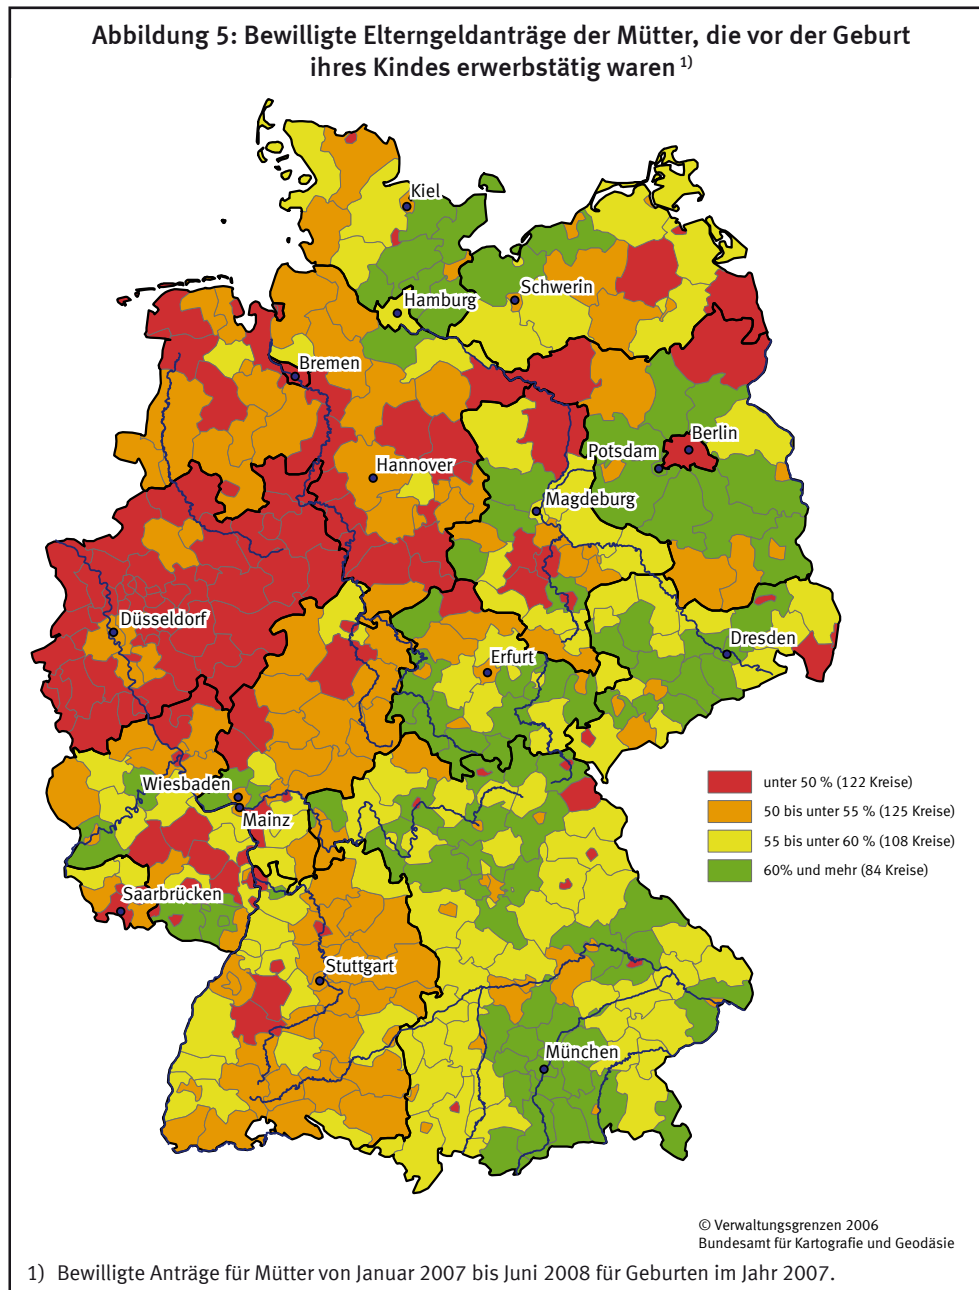 Abbildung 5: Bewilligte Elterngeldanträge der Mütter, die vor der Geburt
ihres Kindes erwerbstätig waren 1)
Kiel
Schwerin
Hamburg
Bremen
Berlin
Potsdam
Hannover
Magdeburg
Düsseldorf
Dresden
Erfurt
Wiesbaden
Mainz
Saarbrücken
Stuttgart
München
unter 50 % (122 Kreise)
50 bis unter 55 % (125 Kreise)
55 bis unter 60 % (108 Kreise)
60% und mehr (84 Kreise)
© Verwaltungsgrenzen 2006
Bundesamt für Kartografie und Geodäsie
1) Bewilligte Anträge für Mütter von Januar 2007 bis Juni 2008 für Geburten im Jahr 2007.